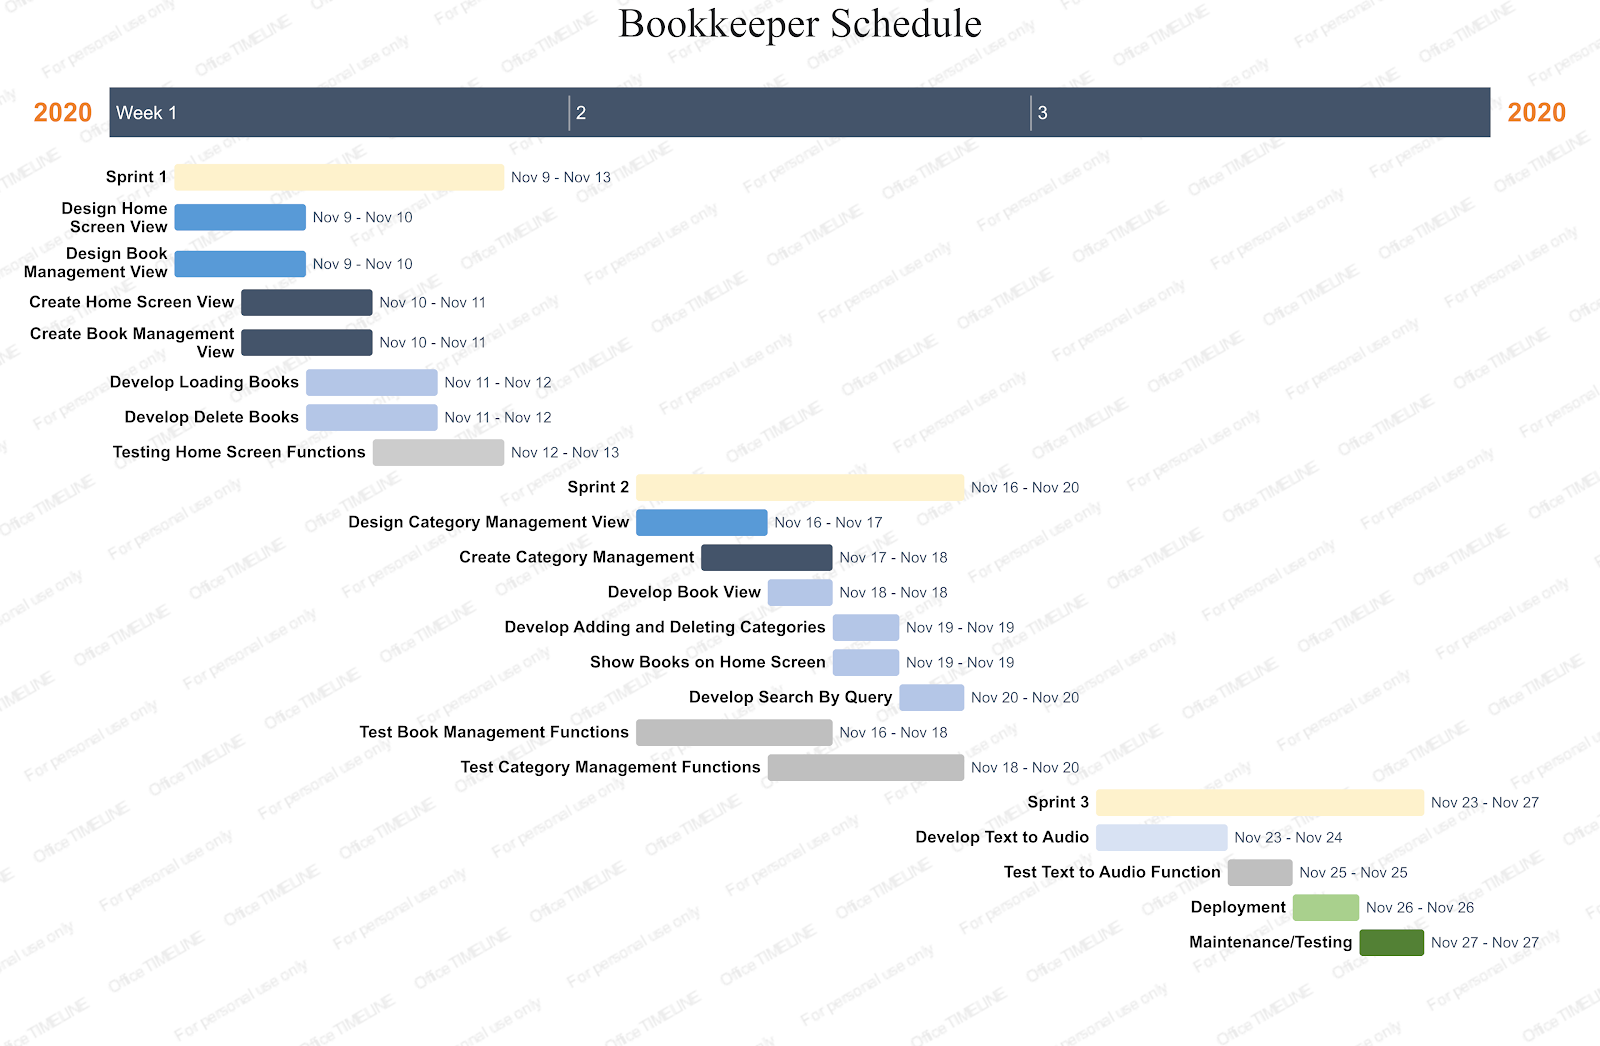 Bookkeeper Schedule
2020
Week 1
2
3
2020
Sprint 1
Nov 9 - Nov 13
Design Home
Screen View
Nov 9 - Nov 10
Design Book
Management View
Nov 9 - Nov 10
Create Home Screen View
Nov 10 - Nov 11
Create Book Management
View
Nov 10 - Nov 11
Develop Loading Books
Nov 11 - Nov 12
Develop Delete Books
Nov 11 - Nov 12
Testing Home Screen Functions
Nov 12 - Nov 13
Sprint 2
Nov 16 - Nov 20
Design Category Management View
Nov 16 - Nov 17
Create Category Management
Nov 17 - Nov 18
Develop Book View
Nov 18 - Nov 18
Develop Adding and Deleting Categories
Nov 19 - Nov 19
Show Books on Home Screen
Nov 19 - Nov 19
Develop Search By Query
Nov 20 - Nov 20
Test Book Management Functions
Nov 16 - Nov 18
Test Category Management Functions
Nov 18 - Nov 20
Sprint 3
Nov 23 - Nov 27
Develop Text to Audio
Nov 23 - Nov 24
Test Text to Audio Function
Nov 25 - Nov 25
Deployment
Nov 26 - Nov 26
Maintenance/Testing
Nov 27 - Nov 27
Office TIMELINE
For personal use only